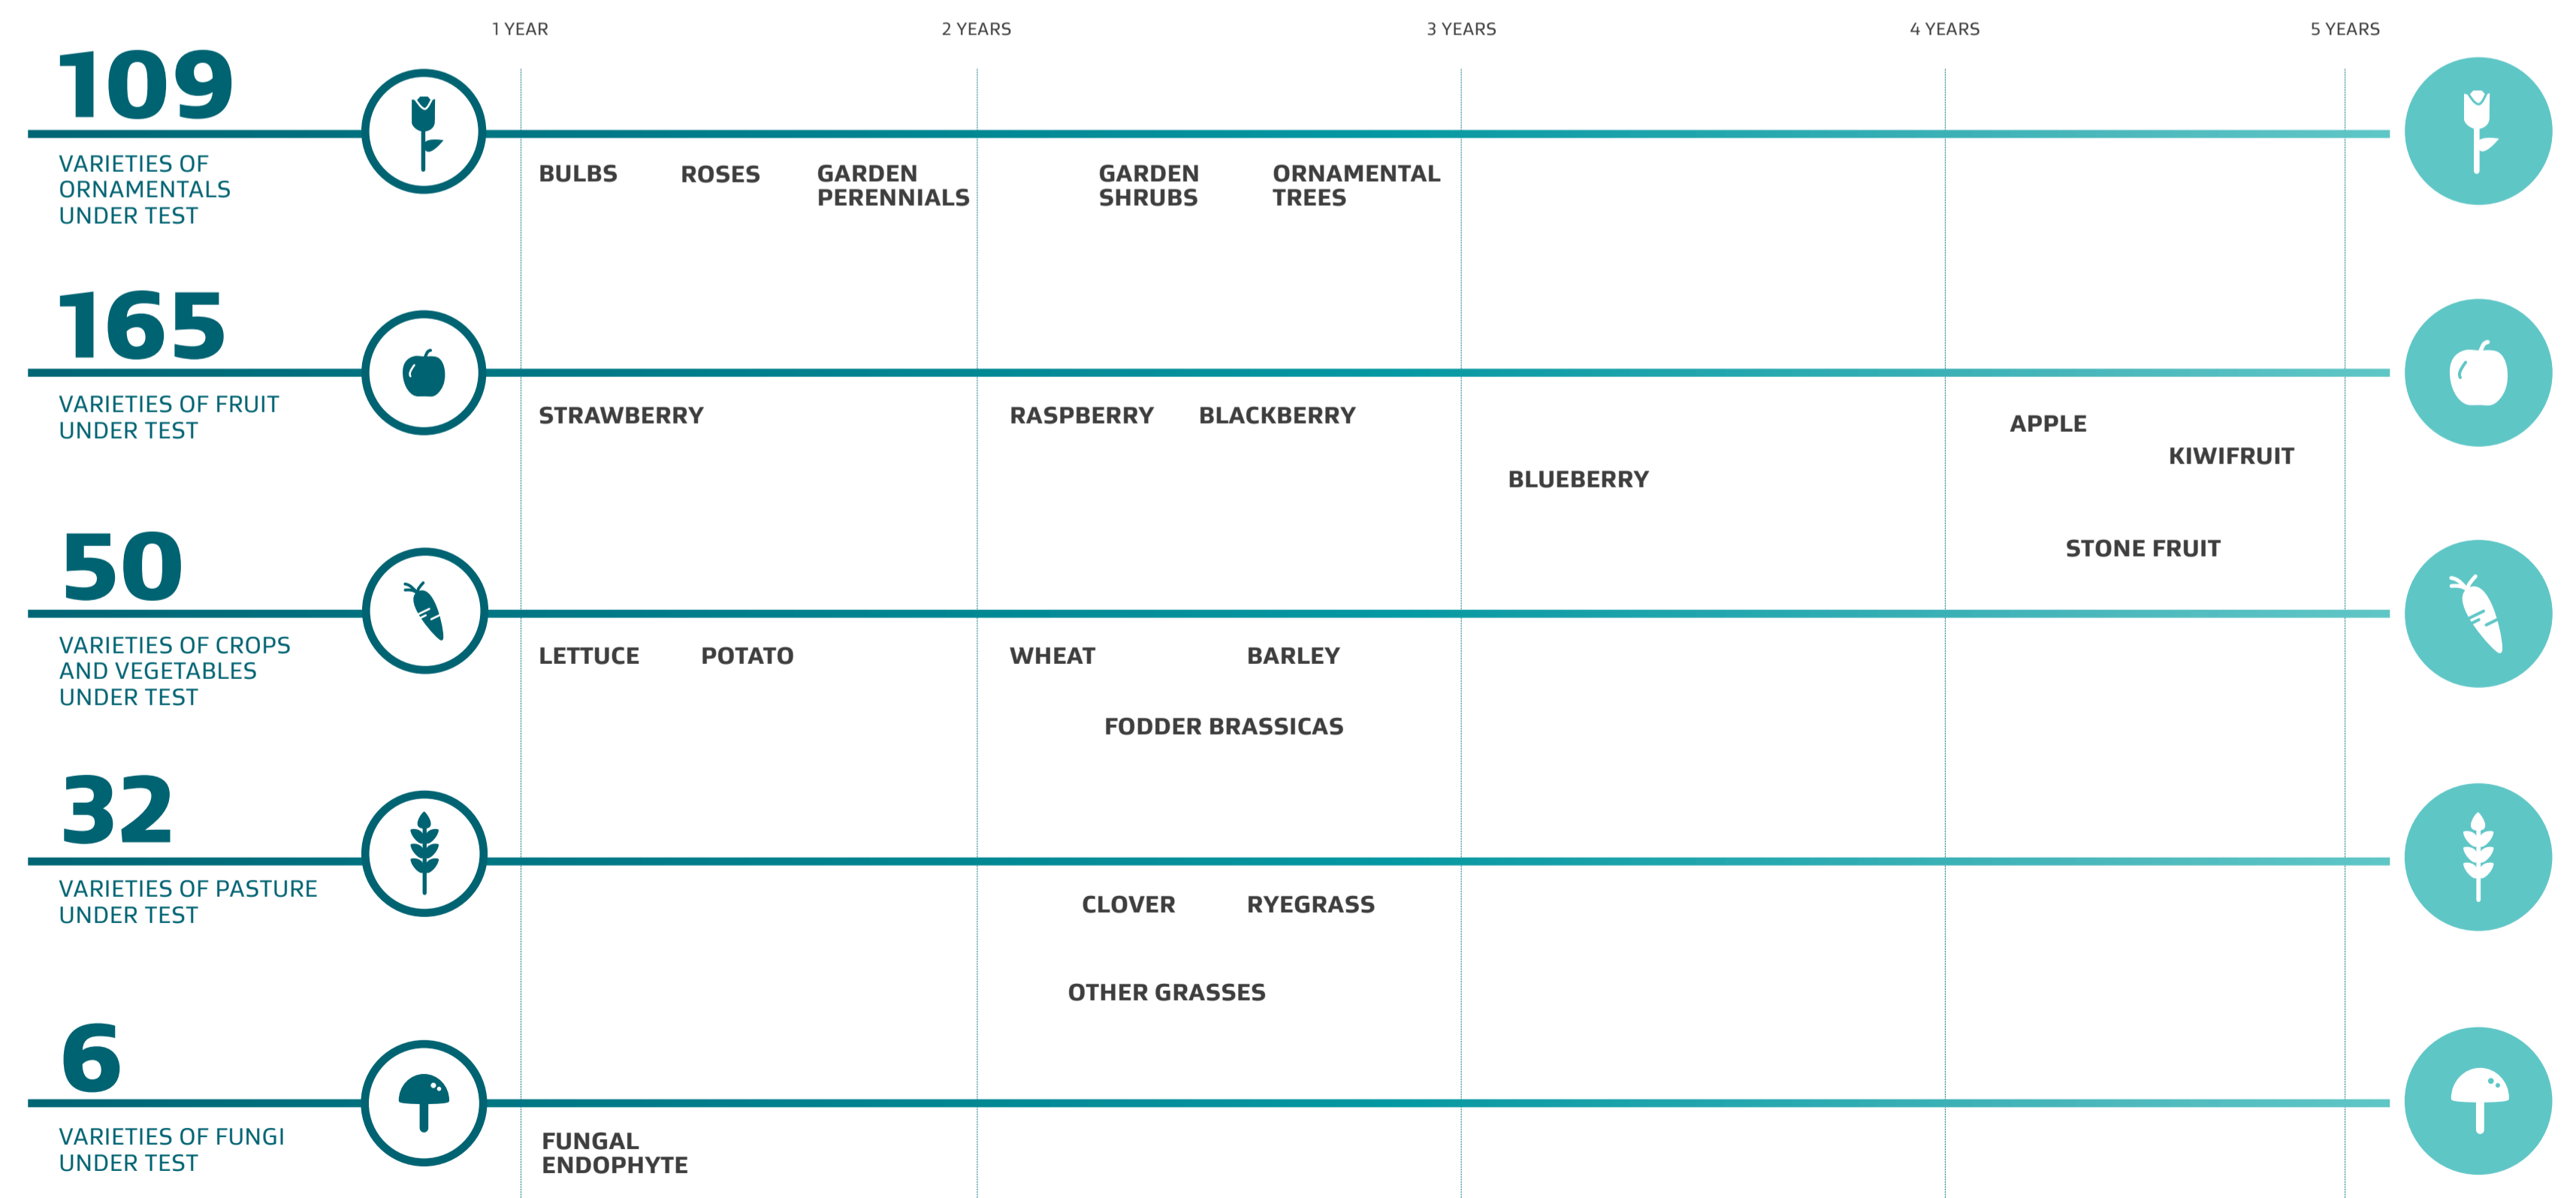 1 YEAR
2 YEARS
3 YEARS
4 YEARS
5 YEARS
109
VARIETIES OF
ORNAMENTALS
UNDER TEST
BULBS
ROSES
GARDEN
PERENNIALS
GARDEN
SHRUBS
ORNAMENTAL
TREES
165
VARIETIES OF FRUIT
UNDER TEST
STRAWBERRY
RASPBERRY
BLACKBERRY
BLUEBERRY
APPLE
KIWIFRUIT
STONE FRUIT
50
VARIETIES OF CROPS
AND VEGETABLES
UNDER TEST
LETTUCE
POTATO
WHEAT
BARLEY
FODDER BRASSICAS
32
VARIETIES OF PASTURE
UNDER TEST
CLOVER
RYEGRASS
OTHER GRASSES
6
VARIETIES OF FUNGI
UNDER TEST
FUNGAL
ENDOPHYTE